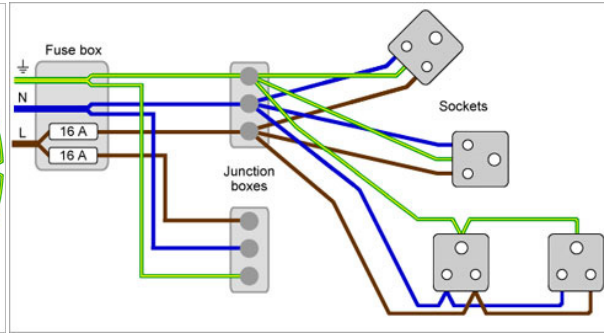 Fuse box
⏚
N
L
16 A
16 A
Sockets
Junction
boxes